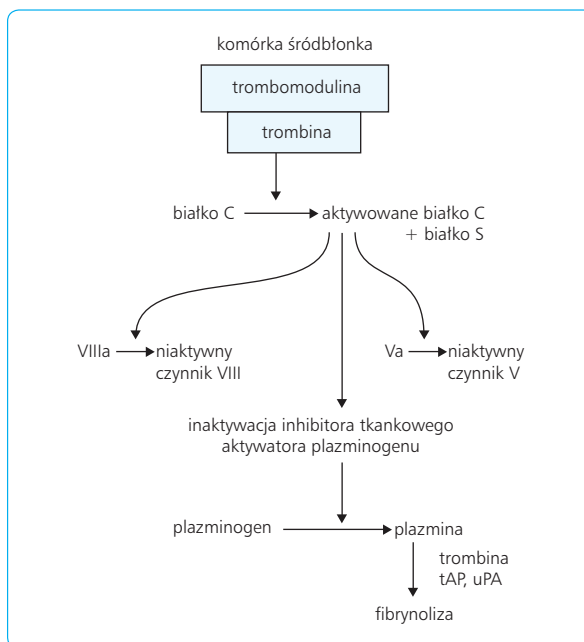 komórka śródbłonka
trombomodulina
trombina
białko C
aktywowane białko C
+ białko S
VIIIa
niaktywny
czynnik VIII
Va
niaktywny
czynnik V
inaktywacja inhibitora tkankowego
aktywatora plazminogenu
plazminogen
plazmina
trombina
tAP, uPA
fibrynoliza